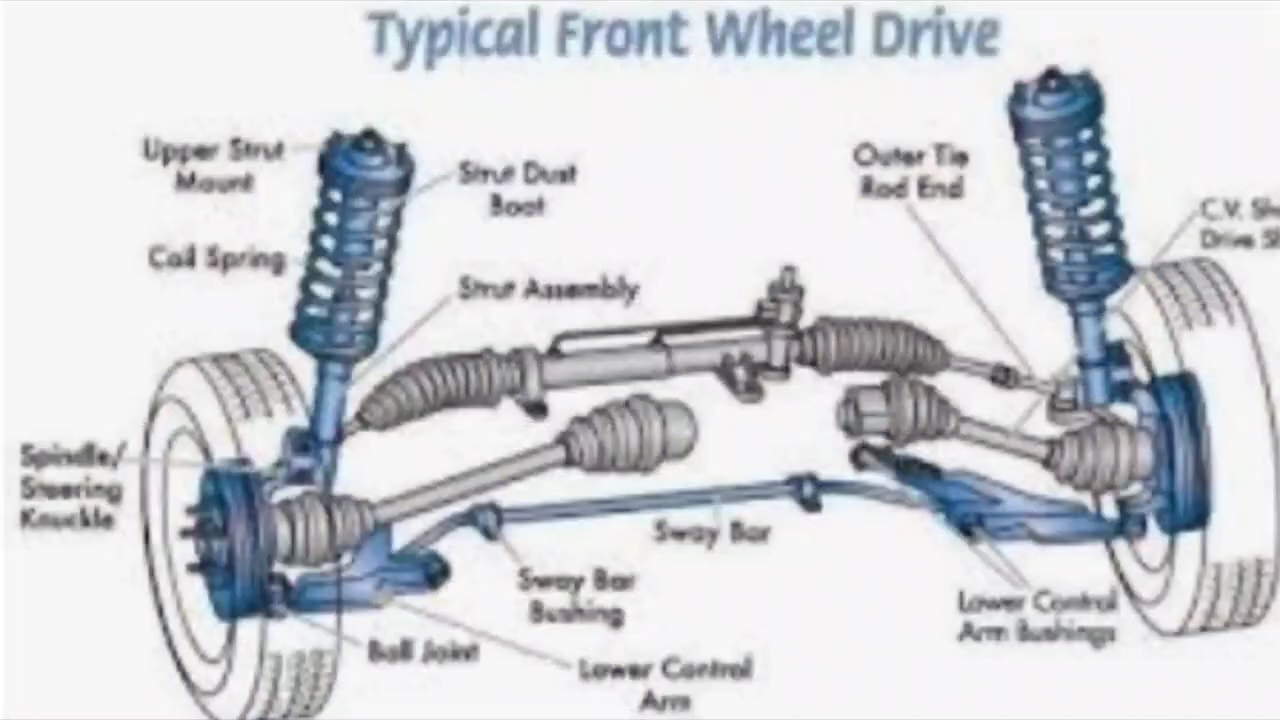 Typical Front Wheel Drive
Upper Strut
Mount
Strut Dust
Boot
Outer Tie
Rod End
C.V.
Drive
Coil Spring
Strut Assembly
Spindle/
Steering
Knuckle
Sway Bar
Sway Bar
Bushing
Lower Control
Arm Bushings
Ball Joint
Lower Control
Arm